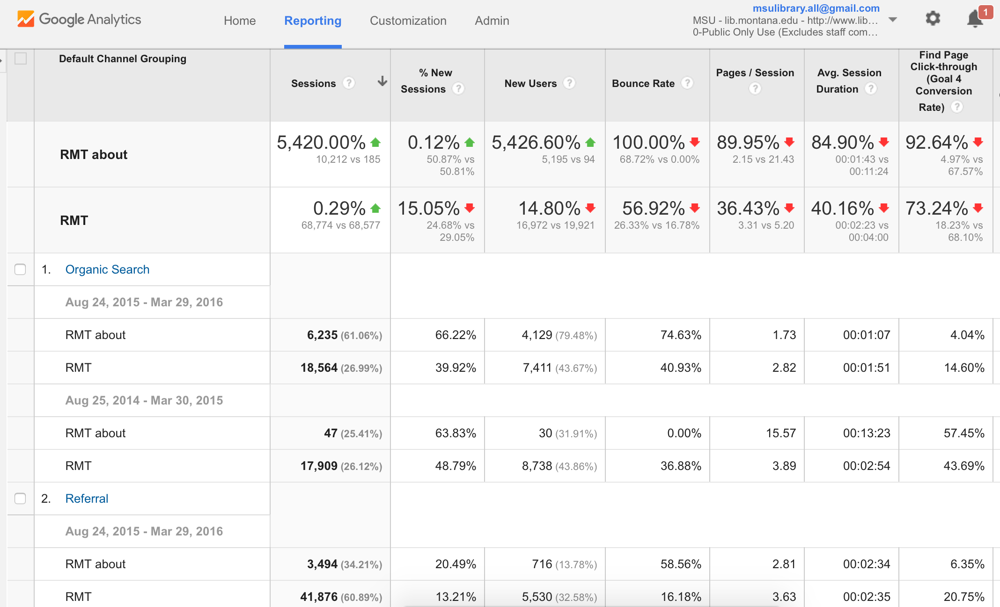 Google Analytics
Home
Reporting
Customization
Admin
msulibrary.all@gmail.com
MSU - lib.montana.edu - http://www.lib...
0-Public Only Use (Excludes staff com...
1
Default Channel Grouping
Sessions ?
% New
Sessions ?
New Users ?
Bounce Rate ?
Pages / Session
?
Avg. Session
Duration ?
Find Page
Click-through
(Goal 4
Conversion
Rate) ?
RMT about
5,420.00%
10,212 vs 185
0.12%
50.87% vs
50.81%
5,426.60%
5,195 vs 94
100.00%
68.72% vs 0.00%
89.95%
2.15 vs 21.43
84.90%
00:01:43 vs
00:11:24
92.64%
4.97% vs
67.57%
RMT
0.29%
68,774 vs 68,577
15.05%
24.68% vs
29.05%
14.80%
16,972 vs 19,921
56.92%
26.33% vs 16.78%
36.43%
3.31 vs 5.20
40.16%
00:02:23 vs
00:04:00
73.24%
18.23% vs
68.10%
1. Organic Search
Aug 24, 2015 - Mar 29, 2016
RMT about 6,235 (61.06%) 66.22% 4,129 (79.48%) 74.63% 1.73 00:01:07 4.04%
RMT 18,564 (26.99%) 39.92% 7,411 (43.67%) 40.93% 2.82 00:01:51 14.60%
Aug 25, 2014 - Mar 30, 2015
RMT about 47 (25.41%) 63.83% 30 (31.91%) 0.00% 15.57 00:13:23 57.45%
RMT 17,909 (26.12%) 48.79% 8,738 (43.86%) 36.88% 3.89 00:02:54 43.69%
2. Referral
Aug 24, 2015 - Mar 29, 2016
RMT about 3,494 (34.21%) 20.49% 716 (13.78%) 58.56% 2.81 00:02:34 6.35%
RMT 41,876 (60.89%) 13.21% 5,530 (32.58%) 16.18% 3.63 00:02:35 20.75%